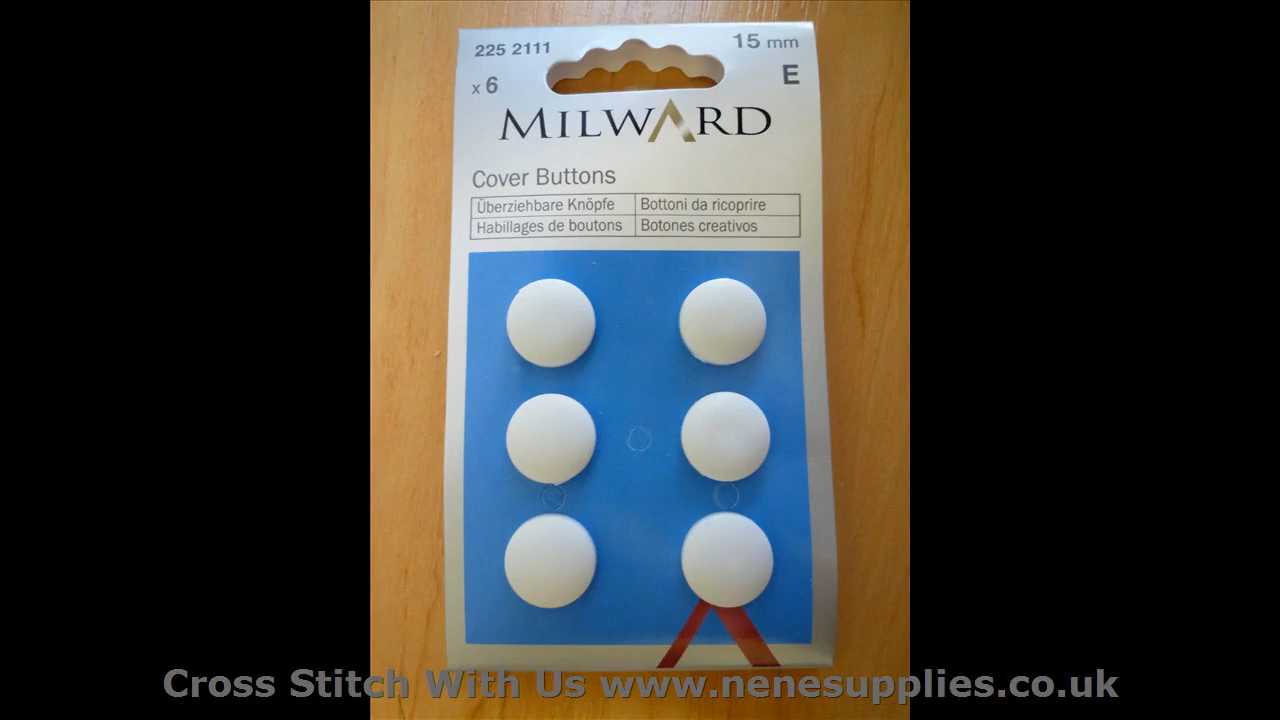 225 2111
15 mm
x 6
E
MILWARD
Cover Buttons
Überziehbare Knöpfe
Bottoni da ricoprire
Habillages de boutons
Botones creativos
Cross Stitch With Us www.nenesupplies.co.uk